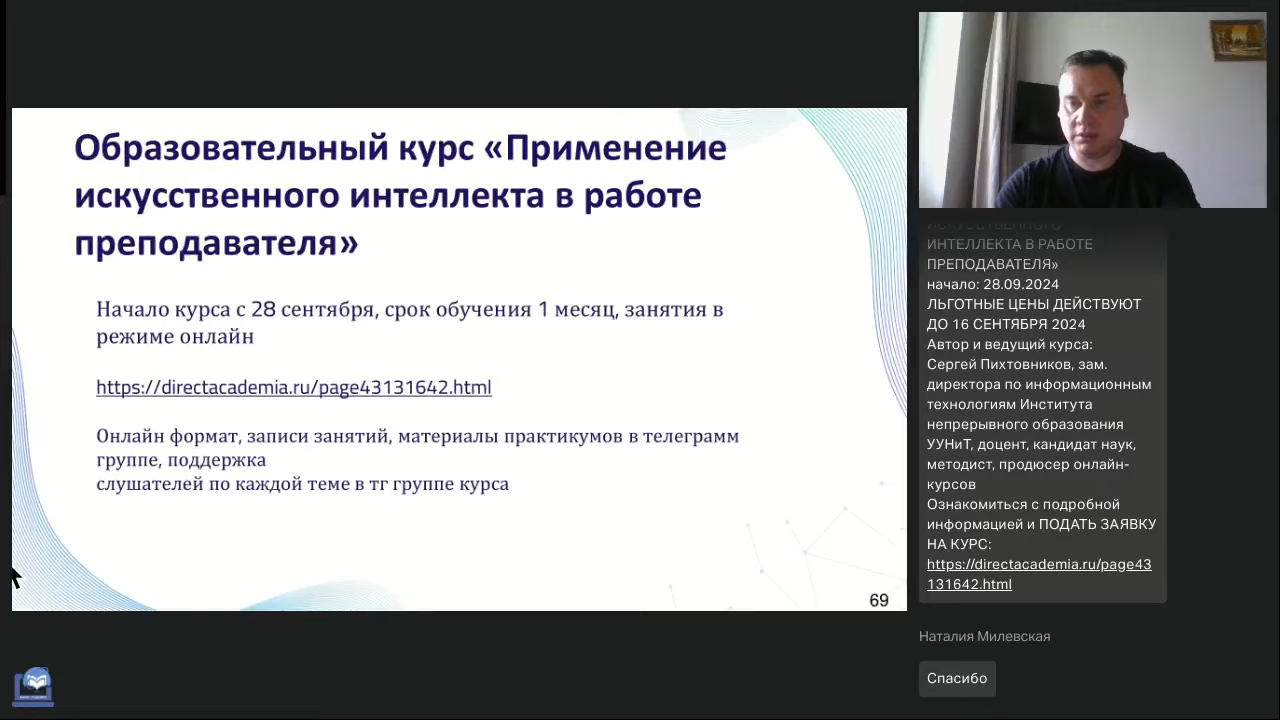 Образовательный курс «Применение
искусственного интеллекта в работе
преподавателя»
Начало курса с 28 сентября, срок обучения 1 месяц, занятия в
режиме онлайн
https://directacademia.ru/page43131642.html
Онлайн формат, записи занятий, материалы практикумов в телеграмм
группе, поддержка
слушателей по каждой теме в тг группе курса
69
ИСКУССТВЕННОГО
ИНТЕЛЛЕКТА В РАБОТЕ
ПРЕПОДАВАТЕЛЯ»
начало: 28.09.2024
ЛЬГОТНЫЕ ЦЕНЫ ДЕЙСТВУЮТ
ДО 16 СЕНТЯБРЯ 2024
Автор и ведущий курса:
Сергей Пихтовников, зам.
директора по информационным
технологиям Института
непрерывного образования
УУНиТ, доцент, кандидат наук,
методист, продюсер онлайн-
курсов
Ознакомиться с подробной
информацией и ПОДАТЬ ЗАЯВКУ
НА КУРС:
https://directacademia.ru/page43
131642.html
Наталия Милевская
Спасибо